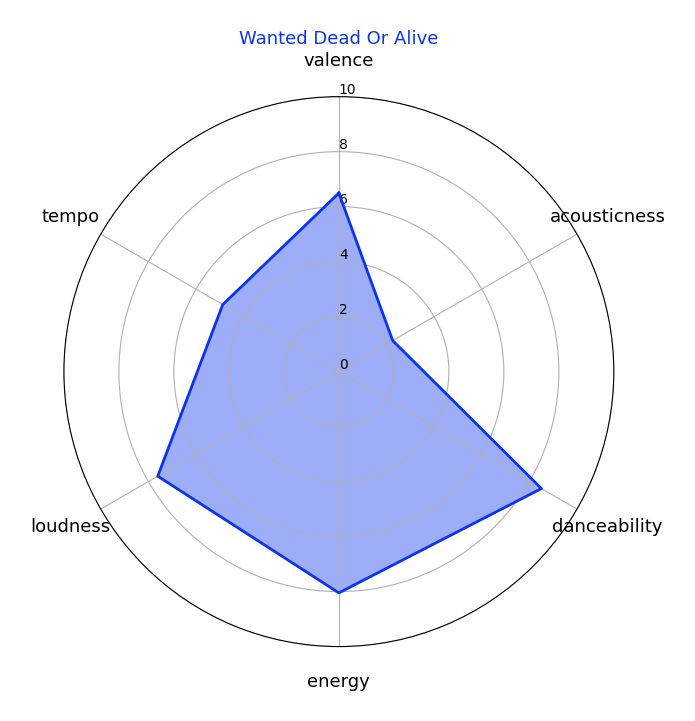 Wanted Dead Or Alive
valence
10
8
6
4
2
0
tempo
acousticness
loudness
danceability
energy